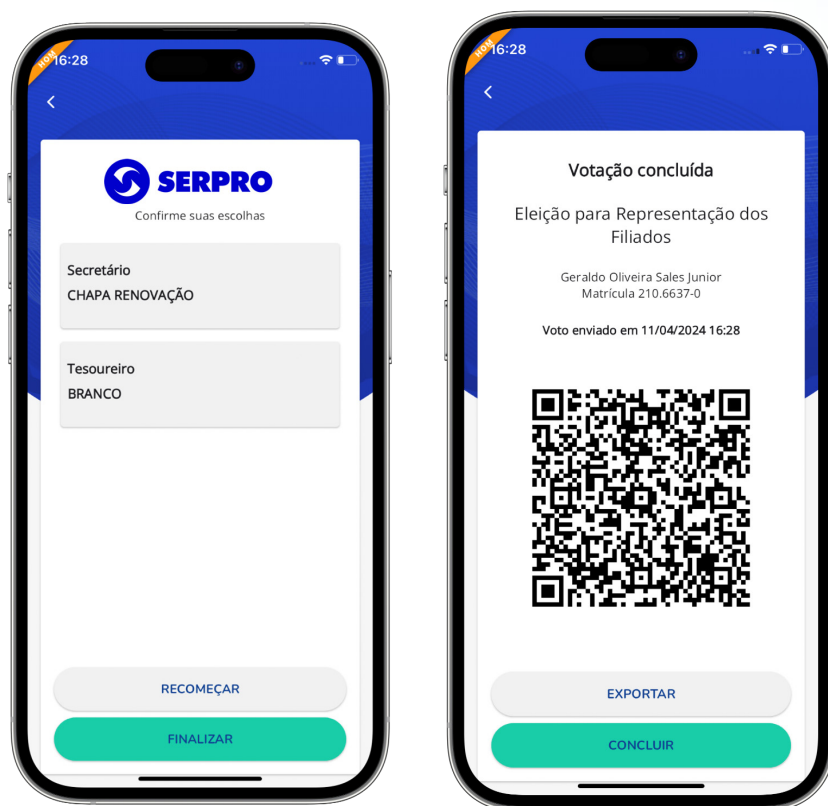 HOM
16:28
SERPRO
Confirme suas escolhas
Secretário
CHAPA RENOVAÇÃO
Tesoureiro
BRANCO
RECOMEÇAR
FINALIZAR
HOM
16:28
Votação concluída
Eleição para Representação dos
Filiados
Geraldo Oliveira Sales Junior
Matrícula 210.6637-0
Voto enviado em 11/04/2024 16:28
EXPORTAR
CONCLUIR